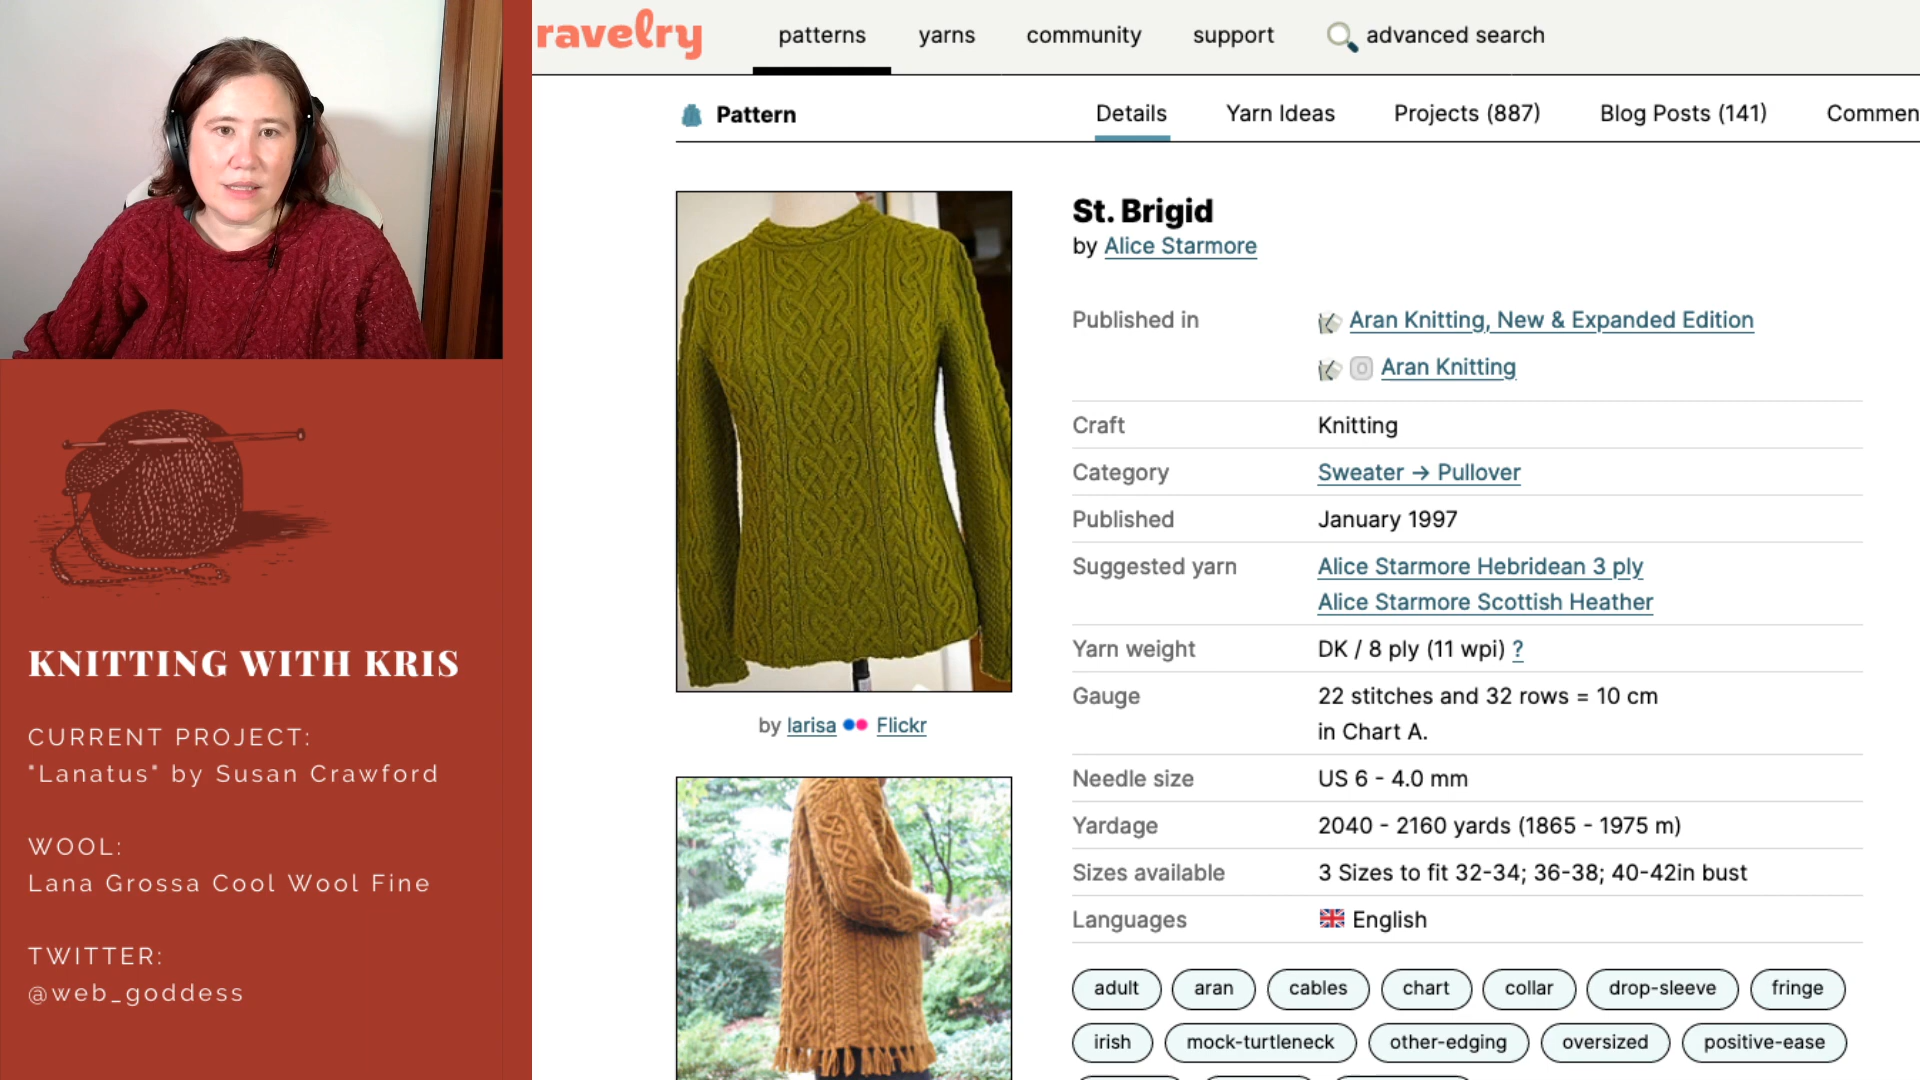 ravelry
patterns
yarns
community
support
advanced search
Pattern
Details
Yarn Ideas
Projects (887)
Blog Posts (141)
Commen
St. Brigid
by Alice Starmore
Published in
Aran Knitting, New & Expanded Edition
Aran Knitting
Craft
Knitting
Category
Sweater → Pullover
Published
January 1997
Suggested yarn
Alice Starmore Hebridean 3 ply
Alice Starmore Scottish Heather
Yarn weight
DK / 8 ply (11 wpi) ?
Gauge
22 stitches and 32 rows = 10 cm
in Chart A.
Needle size
US 6 - 4.0 mm
Yardage
2040 - 2160 yards (1865 - 1975 m)
Sizes available
3 Sizes to fit 32-34; 36-38; 40-42in bust
Languages
English
adult
aran
cables
chart
collar
drop-sleeve
fringe
irish
mock-turtleneck
other-edging
oversized
positive-ease
by larisa Flickr
KNITTING WITH KRIS
CURRENT PROJECT:
"Lanatus" by Susan Crawford
WOOL:
Lana Grossa Cool Wool Fine
TWITTER:
@web_goddess